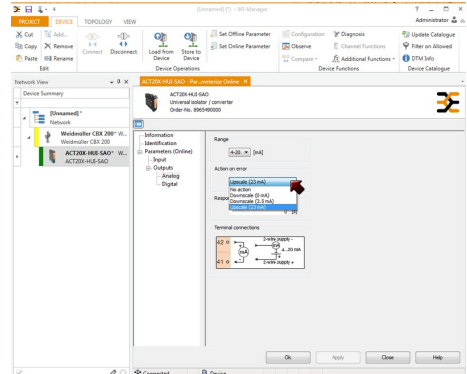 [Unnamed] (*) - WI-Manager
PROJECT DEVICE TOPOLOGY VIEW
Administrator
Cut Add...
Copy Remove
Paste Rename
Edit
Connect Disconnect
Load from Device
Store to Device
Device Operations
Set Offline Parameter
Set Online Parameter
Configuration Diagnosis
Observe Channel Functions
Compare Additional Functions
Device Functions
Update Catalogue
Filter on Allowed
DTM Info
Device Catalogue
Network View
Device Summary
[Unnamed]*
Network
Weidmüller CBX 200* W...
Weidmüller CBX 200
ACT20X-HUI-SAO* W...
ACT20X-HUI-SAO
ACT20X-HUI-SAO - Par...meterize Online
ACT20X-HUI-SAO
Universal isolator / converter
Order-No. 8965490000
Information
Identification
Parameters (Online)
Input
Outputs
Analog
Digital
Range
4-20 [mA]
Action on error
Upscale (23 mA)
No action
Downscale (0 mA)
Downscale (3.5 mA)
Upscale (23 mA)
Terminal connections
42 2-wire supply -
mA 4...20 mA
41 2-wire supply +
Ok Apply Close Help
Connected Device